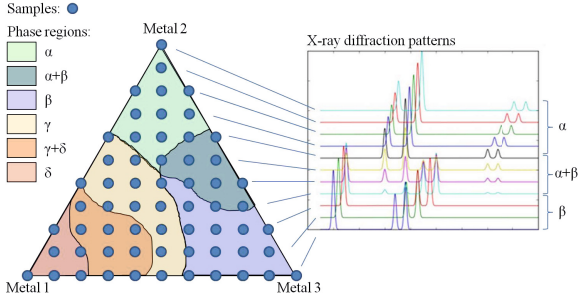 Samples:
Phase regions:
α
α+β
β
γ
γ+δ
δ
Metal 2
Metal 1
Metal 3
X-ray diffraction patterns
α
α+β
β